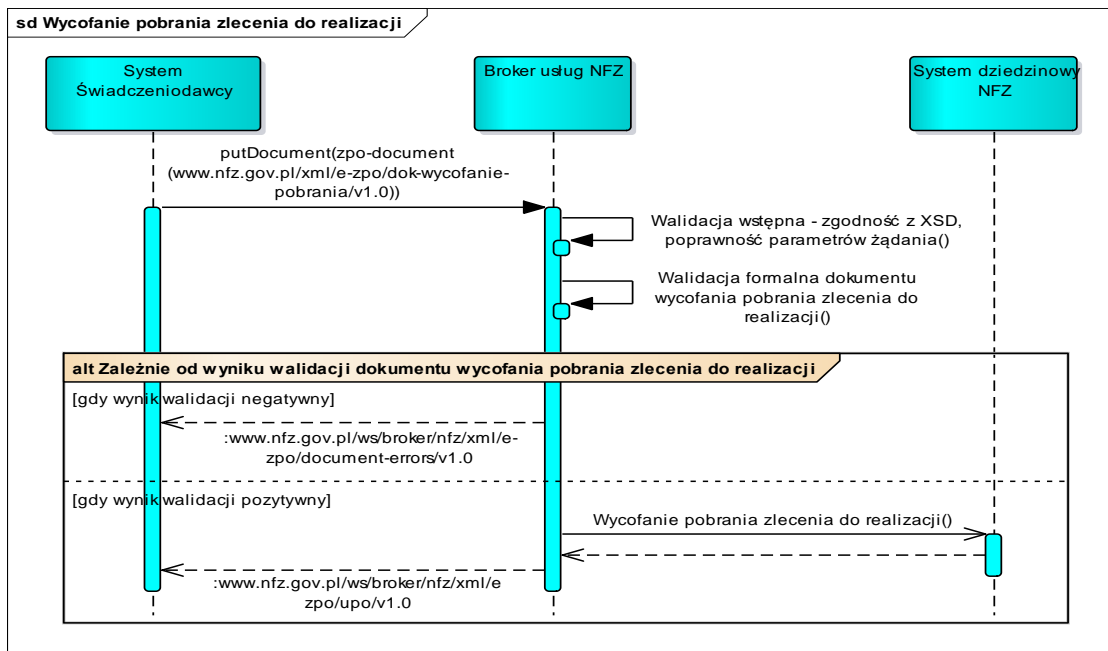 sd Wycofanie pobrania zlecenia do realizacji
System
Świadczeniodawcy
Broker usług NFZ
System dziedzinowy
NFZ
putDocument(zpo-document
(www.nfz.gov.pl/xml/e-zpo/dok-wycofanie-
pobrania/v1.0))
Walidacja wstępna - zgodność z XSD,
poprawność parametrów żądania()
Walidacja formalna dokumentu
wycofania pobrania zlecenia do
realizacji()
alt Zależnie od wyniku walidacji dokumentu wycofania pobrania zlecenia do realizacji
[gdy wynik walidacji negatywny]
:www.nfz.gov.pl/ws/broker/nfz/xml/e-
zpo/document-errors/v1.0
[gdy wynik walidacji pozytywny]
Wycofanie pobrania zlecenia do realizacji()
:www.nfz.gov.pl/ws/broker/nfz/xml/e
zpo/upo/v1.0